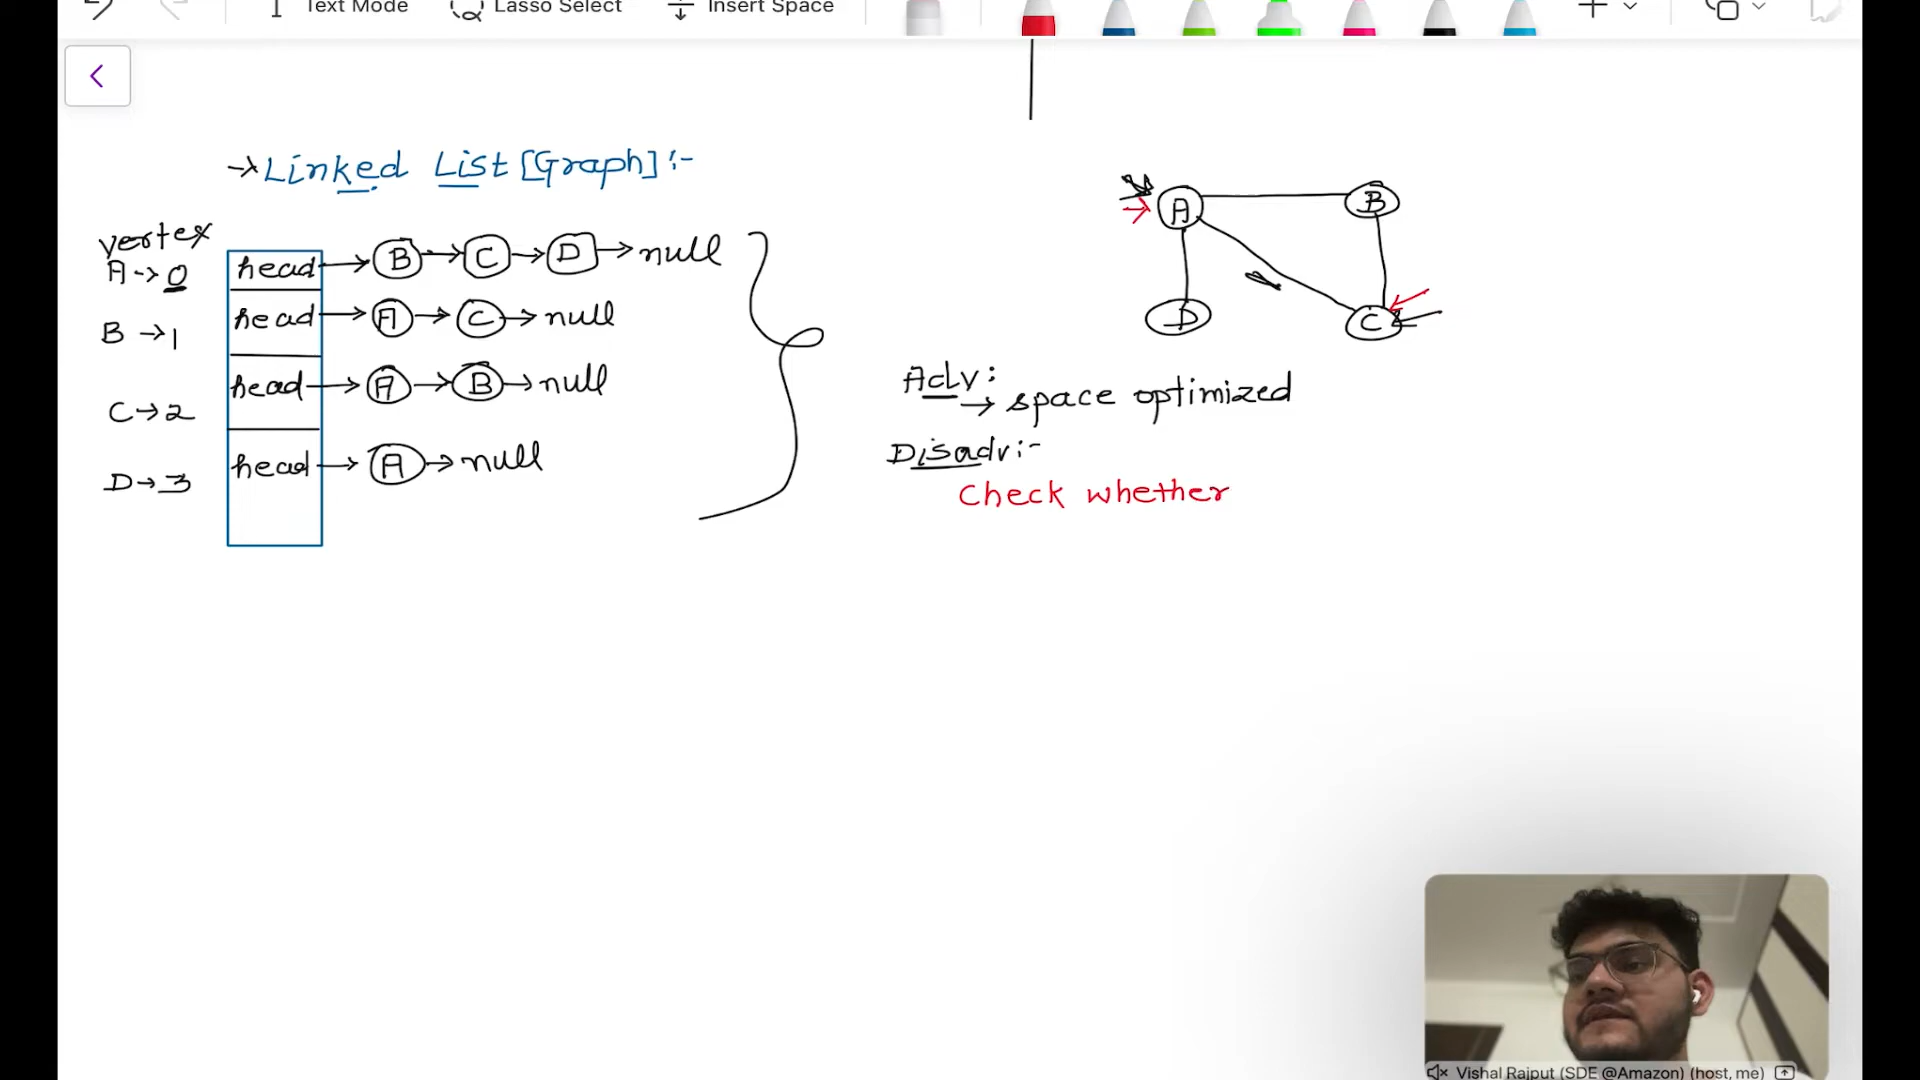 Text Mode
Lasso Select
Insert Space
→ Linked List [Graph] :-
vertex
A → 0
head → B → C → D → null
B → 1
head → A → C → null
C → 2
head → A → B → null
D → 3
head → A → null
A
B
D
C
Adv :
→ space optimized
Disadv :-
Check whether
Vishal Rajput (SDE @Amazon) (host, me)